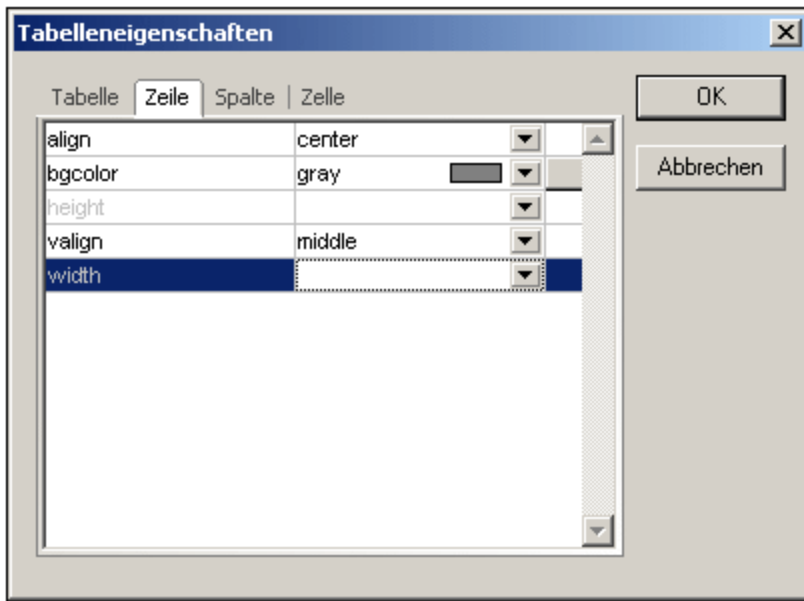 Tabelleneigenschaften
Tabelle Zeile Spalte Zelle
OK
align center
bgcolor gray
Abbrechen
height
valign middle
width